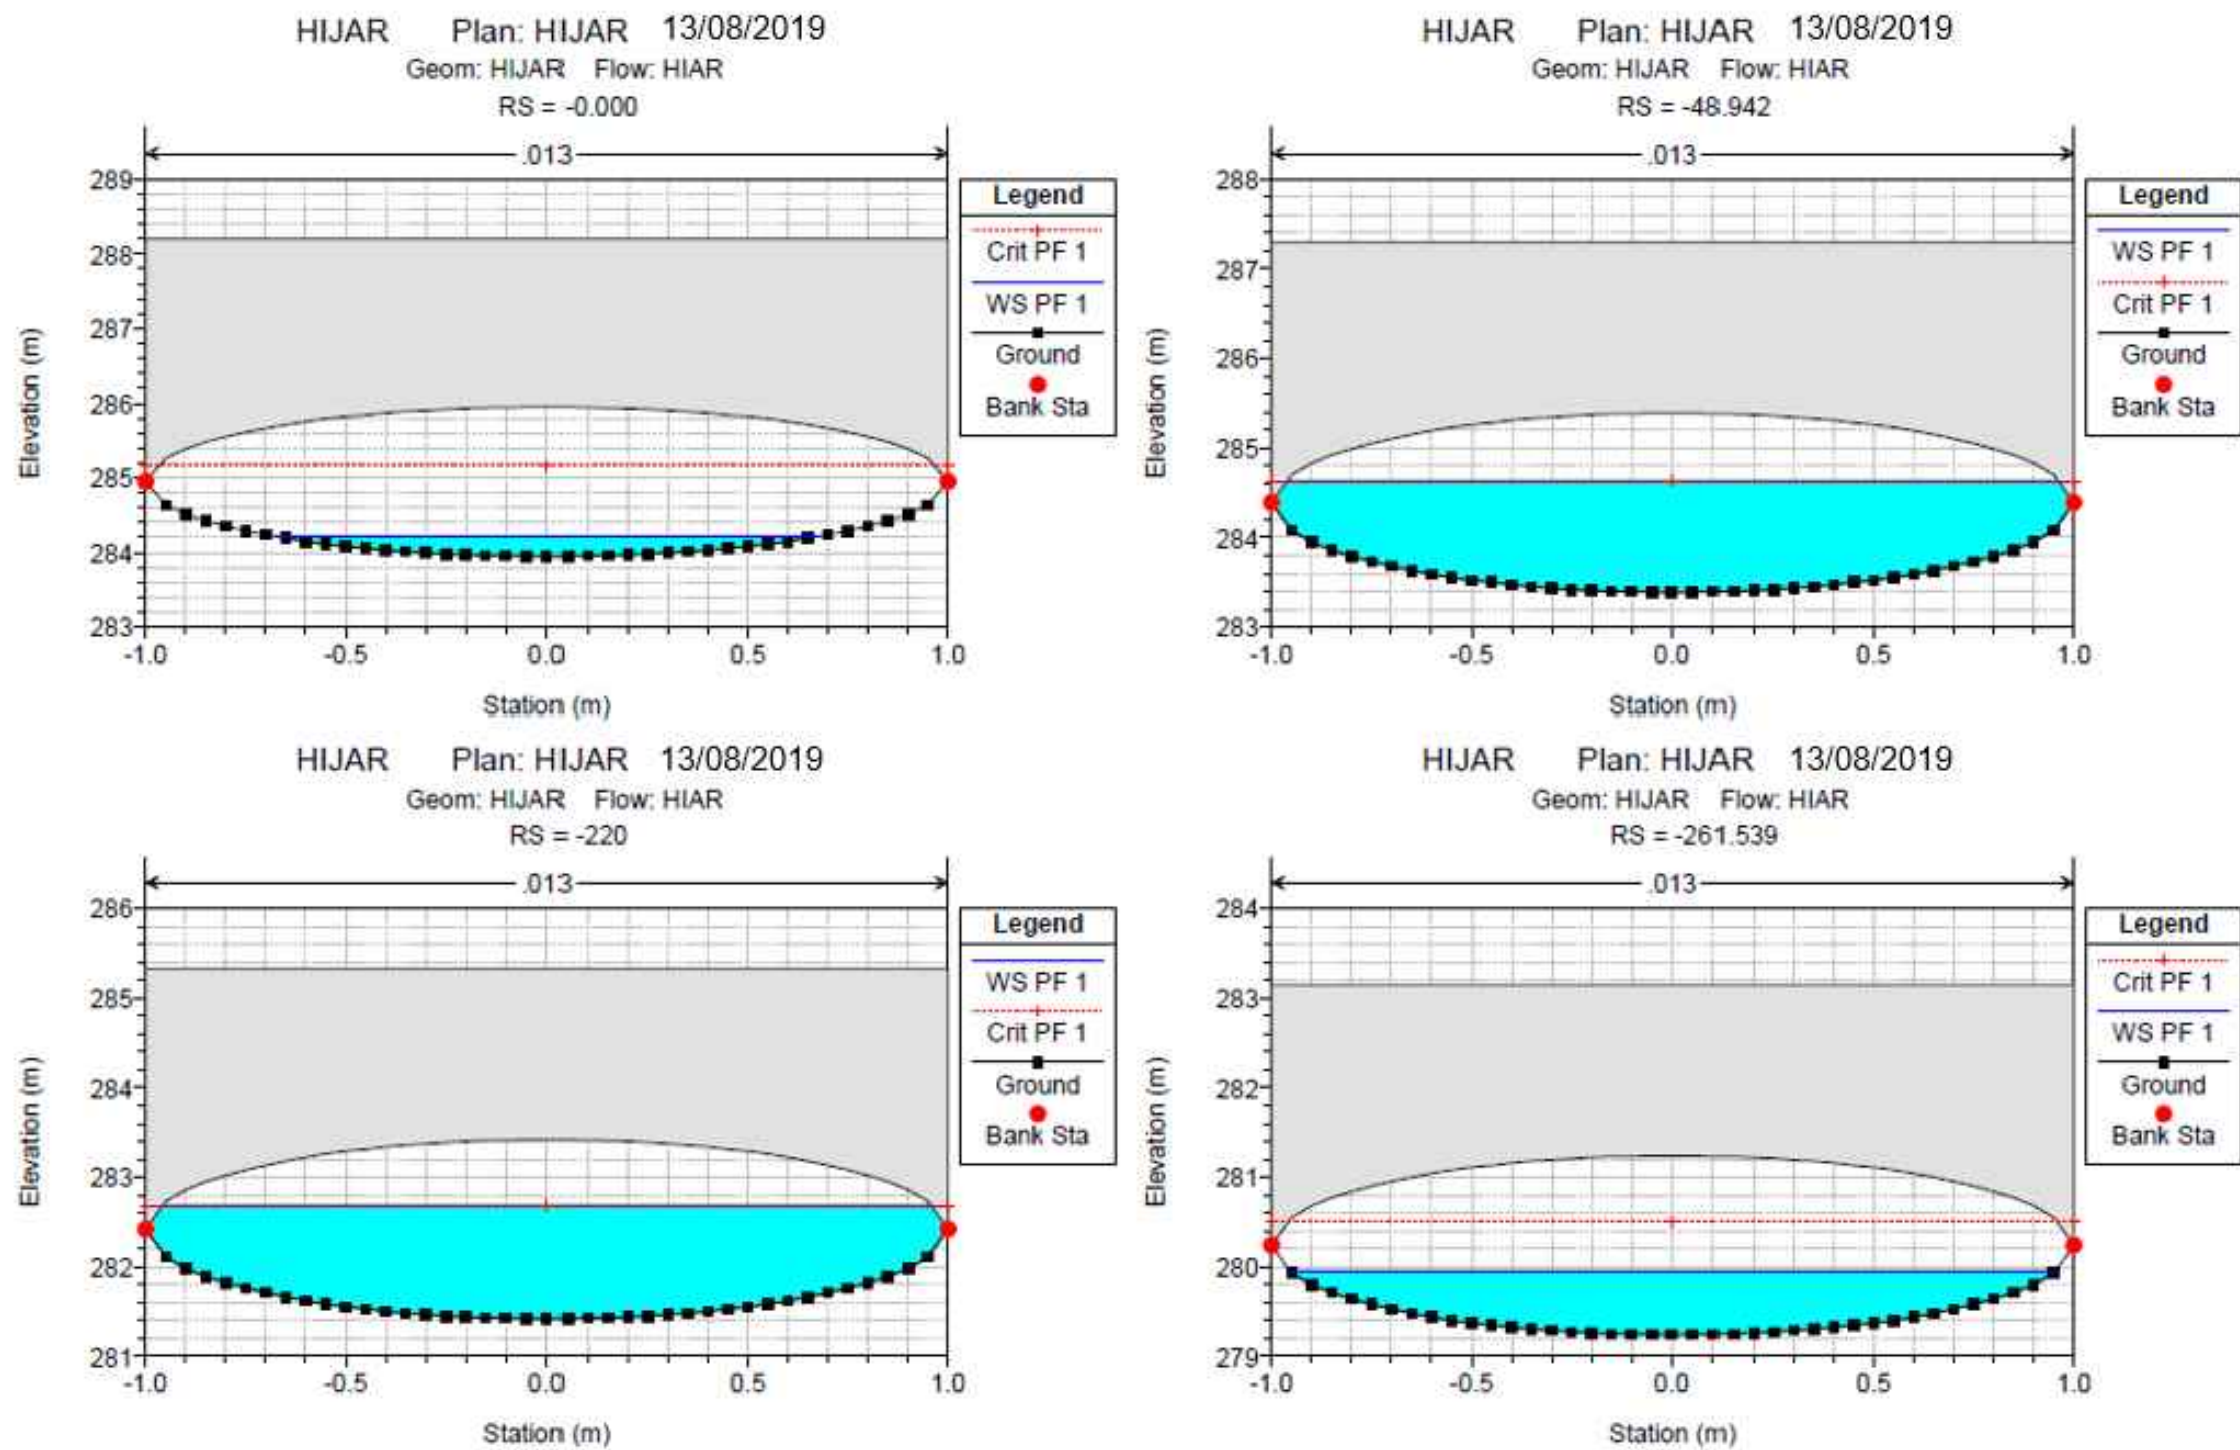 HIJAR Plan: HIJAR 13/08/2019
Geom: HIJAR Flow: HIAR
RS = -0.000
.013
289
288
287
286
285
284
283
Elevation (m)
-1.0 -0.5 0.0 0.5 1.0
Station (m)
Legend
Crit PF 1
WS PF 1
Ground
Bank Sta
HIJAR Plan: HIJAR 13/08/2019
Geom: HIJAR Flow: HIAR
RS = -48.942
.013
288
287
286
285
284
283
Elevation (m)
-1.0 -0.5 0.0 0.5 1.0
Station (m)
Legend
WS PF 1
Crit PF 1
Ground
Bank Sta
HIJAR Plan: HIJAR 13/08/2019
Geom: HIJAR Flow: HIAR
RS = -220
.013
286
285
284
283
282
281
Elevation (m)
-1.0 -0.5 0.0 0.5 1.0
Station (m)
Legend
WS PF 1
Crit PF 1
Ground
Bank Sta
HIJAR Plan: HIJAR 13/08/2019
Geom: HIJAR Flow: HIAR
RS = -261.539
.013
284
283
282
281
280
279
Elevation (m)
-1.0 -0.5 0.0 0.5 1.0
Station (m)
Legend
Crit PF 1
WS PF 1
Ground
Bank Sta